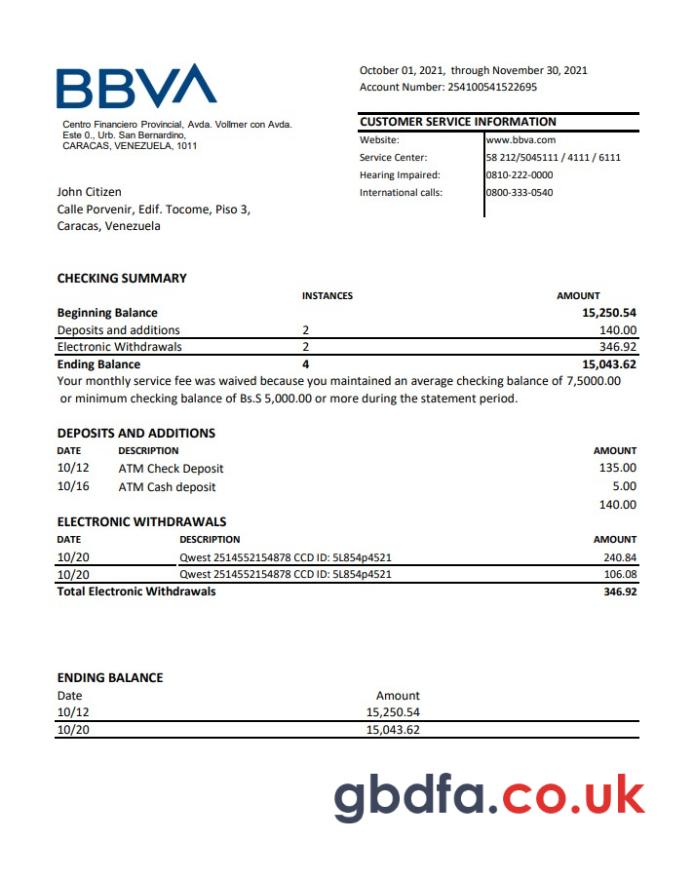 BBVA
Centro Financiero Provincial, Avda. Vollmer con Avda.
Este 0., Urb. San Bernardino,
CARACAS, VENEZUELA, 1011
October 01, 2021, through November 30, 2021
Account Number: 254100541522695
CUSTOMER SERVICE INFORMATION
Website: www.bbva.com
Service Center: 58 212/5045111 / 4111 / 6111
Hearing Impaired: 0810-222-0000
International calls: 0800-333-0540
John Citizen
Calle Porvenir, Edif. Tocome, Piso 3,
Caracas, Venezuela
CHECKING SUMMARY
INSTANCES AMOUNT
Beginning Balance 15,250.54
Deposits and additions 2 140.00
Electronic Withdrawals 2 346.92
Ending Balance 4 15,043.62
Your monthly service fee was waived because you maintained an average checking balance of 7,5000.00
or minimum checking balance of Bs.S 5,000.00 or more during the statement period.
DEPOSITS AND ADDITIONS
DATE DESCRIPTION AMOUNT
10/12 ATM Check Deposit 135.00
10/16 ATM Cash deposit 5.00
140.00
ELECTRONIC WITHDRAWALS
DATE DESCRIPTION AMOUNT
10/20 Qwest 2514552154878 CCD ID: 5L854p4521 240.84
10/20 Qwest 2514552154878 CCD ID: 5L854p4521 106.08
Total Electronic Withdrawals 346.92
ENDING BALANCE
Date Amount
10/12 15,250.54
10/20 15,043.62
gbdfa.co.uk